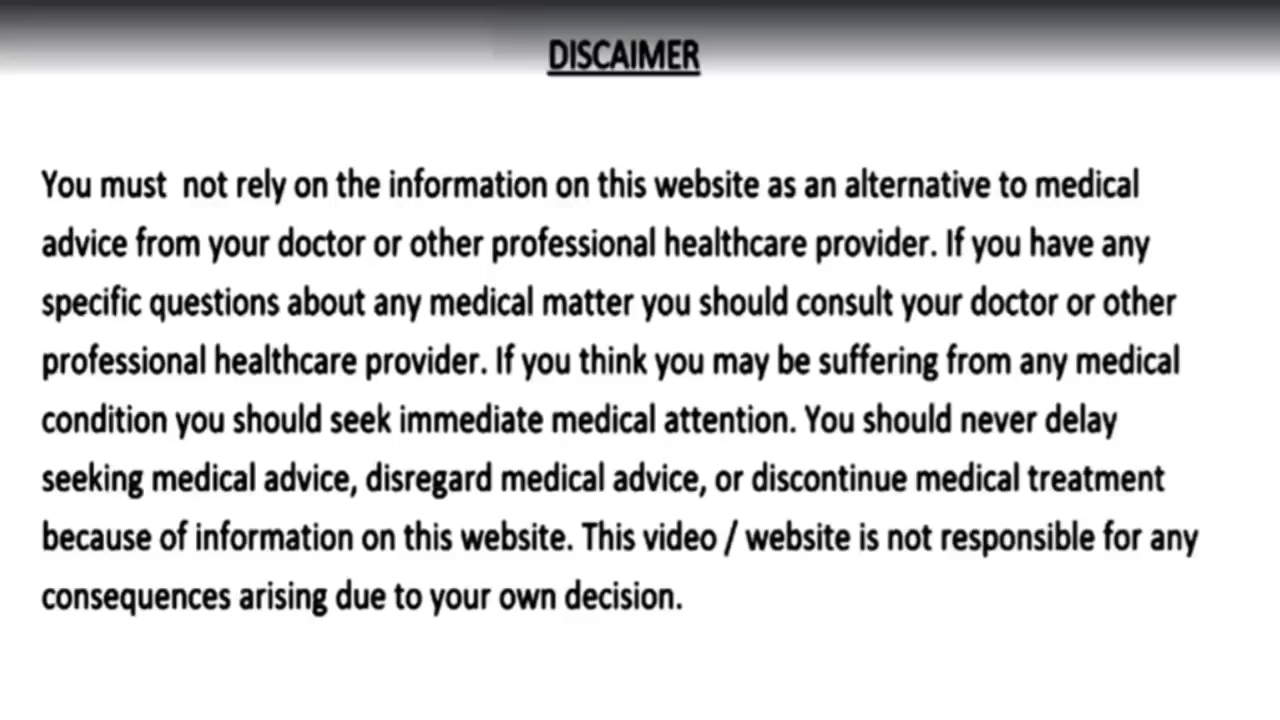 DISCAIMER
You must  not rely on the information on this website as an alternative to medical
advice from your doctor or other professional healthcare provider. If you have any
specific questions about any medical matter you should consult your doctor or other
professional healthcare provider. If you think you may be suffering from any medical
condition you should seek immediate medical attention. You should never delay
seeking medical advice, disregard medical advice, or discontinue medical treatment
because of information on this website. This video / website is not responsible for any
consequences arising due to your own decision.